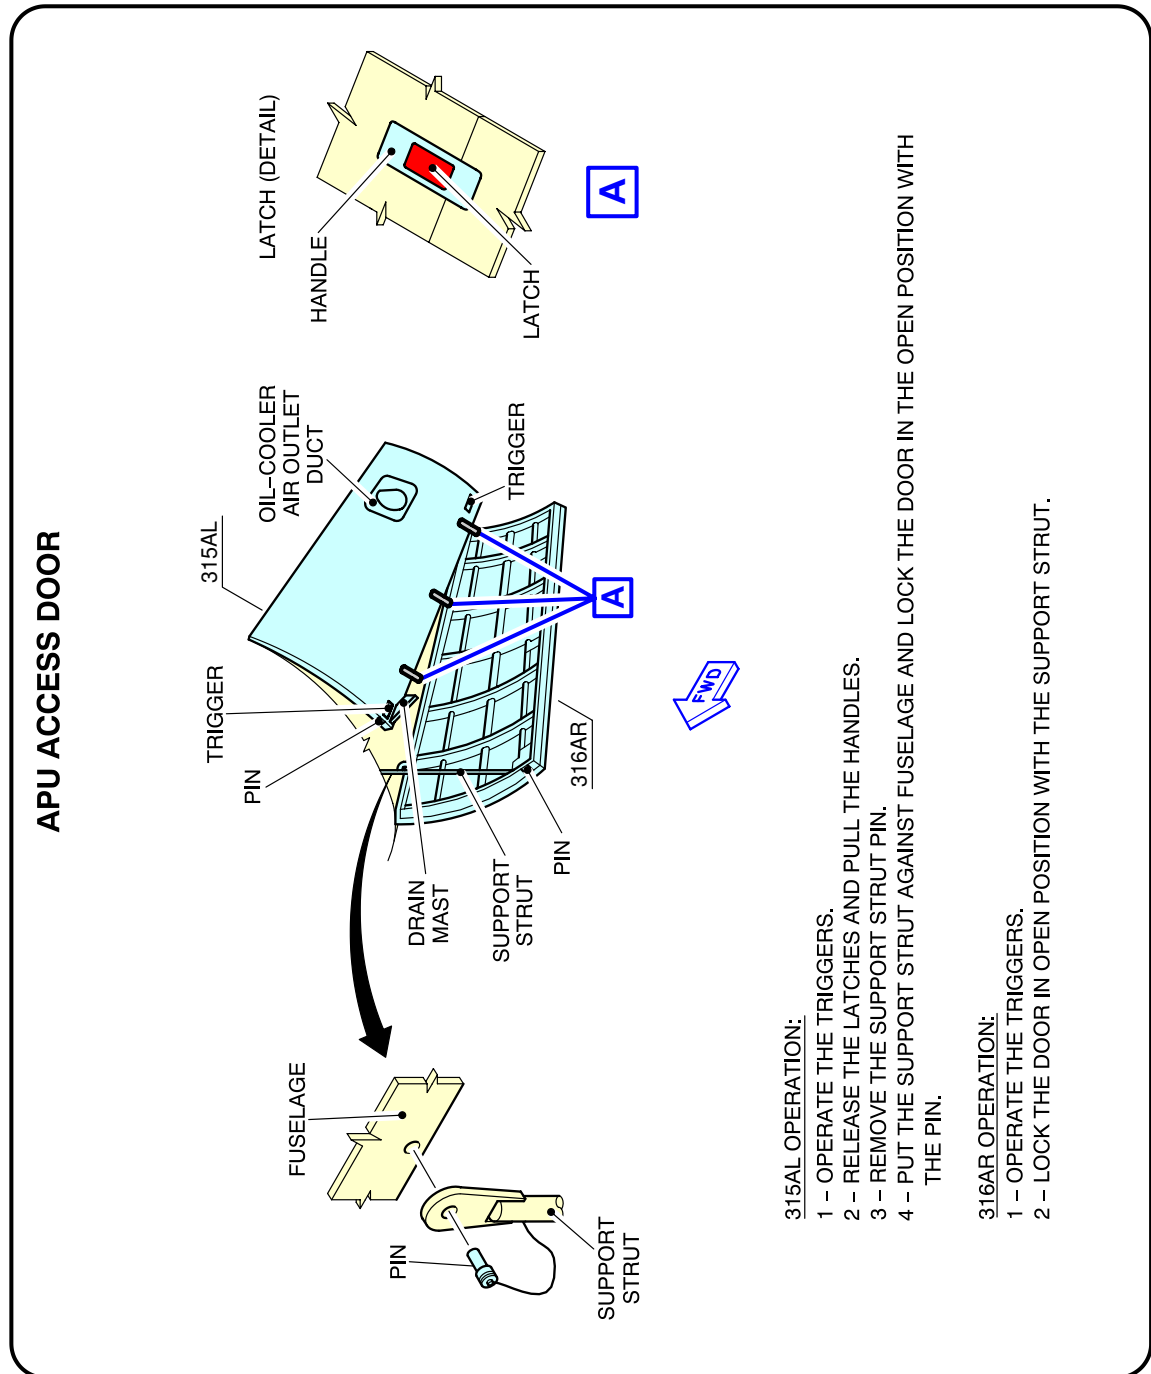 APU ACCESS DOOR
FUSELAGE
PIN
SUPPORT
STRUT
PIN
TRIGGER
315AL
OIL–COOLER
AIR OUTLET
DUCT
TRIGGER
DRAIN
MAST
SUPPORT
STRUT
PIN
316AR
A
LATCH (DETAIL)
HANDLE
LATCH
A
FWD
315AL OPERATION:
1 – OPERATE THE TRIGGERS.
2 – RELEASE THE LATCHES AND PULL THE HANDLES.
3 – REMOVE THE SUPPORT STRUT PIN.
4 – PUT THE SUPPORT STRUT AGAINST FUSELAGE AND LOCK THE DOOR IN THE OPEN POSITION WITH
THE PIN.
316AR OPERATION:
1 – OPERATE THE TRIGGERS.
2 – LOCK THE DOOR IN OPEN POSITION WITH THE SUPPORT STRUT.